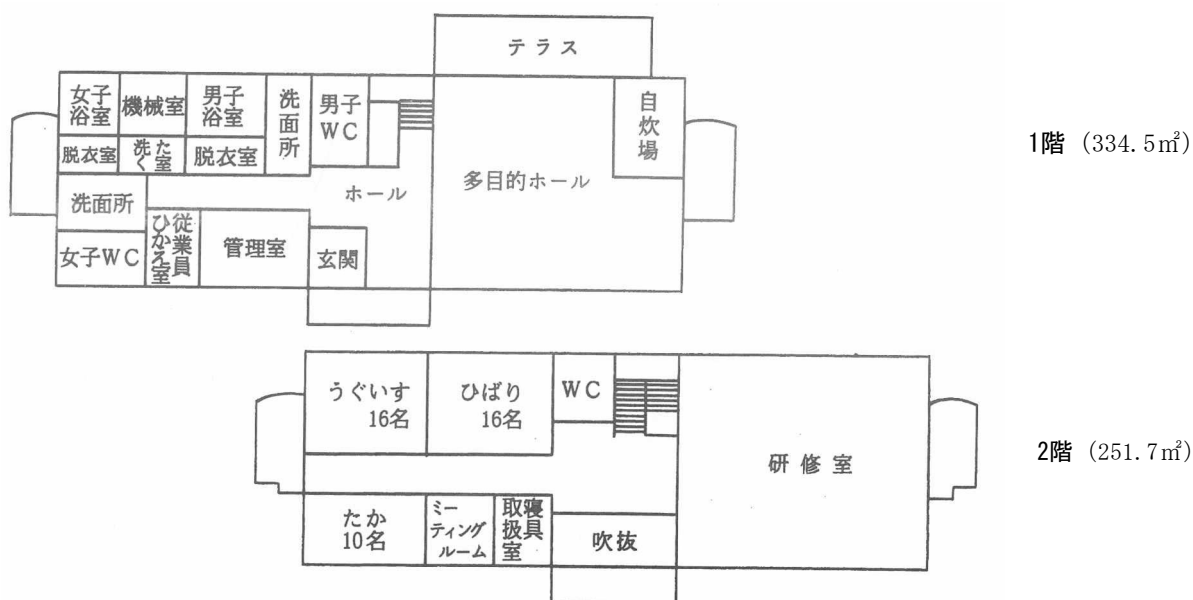 テラス
女子
浴室
機械室
男子
浴室
洗面所
男子
WC
自炊場
脱衣室
洗たく室
脱衣室
1階 (334.5㎡)
洗面所
ホール
多目的ホール
女子WC
従業員
ひかえ室
管理室
玄関
うぐいす
16名
ひばり
16名
WC
研修室
2階 (251.7㎡)
たか
10名
ミー
ティング
ルーム
寝具
取扱室
吹抜